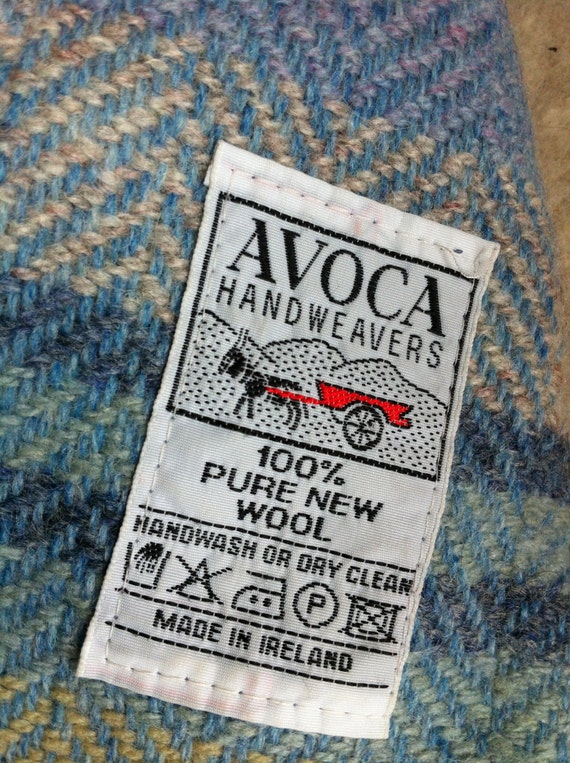 AVOCA
HANDWEAVERS
100%
PURE NEW
WOOL
HANDWASH OR DRY CLEAN
P
MADE IN IRELAND